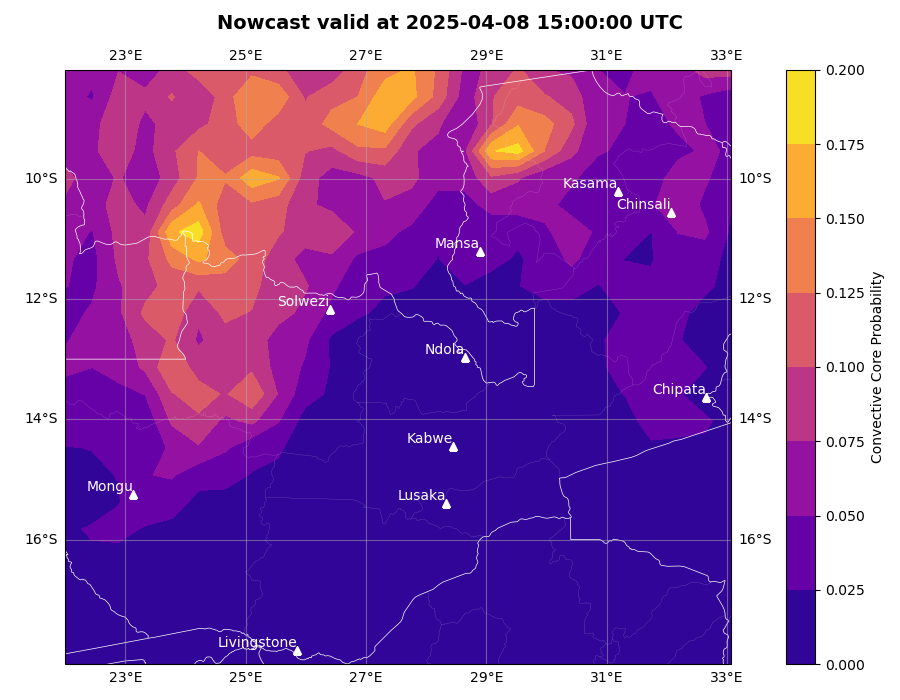 Nowcast valid at 2025-04-08 15:00:00 UTC
23°E 25°E 27°E 29°E 31°E 33°E
0.200
0.175
10°S Kasama 10°S
Chinsali
0.150
Mansa
0.125
12°S Solwezi 12°S
Ndola
0.100
Chipata
14°S 14°S
0.075
Kabwe
Mongu
Lusaka
0.050
16°S 16°S
0.025
Livingstone
0.000
23°E 25°E 27°E 29°E 31°E 33°E
Convective Core Probability